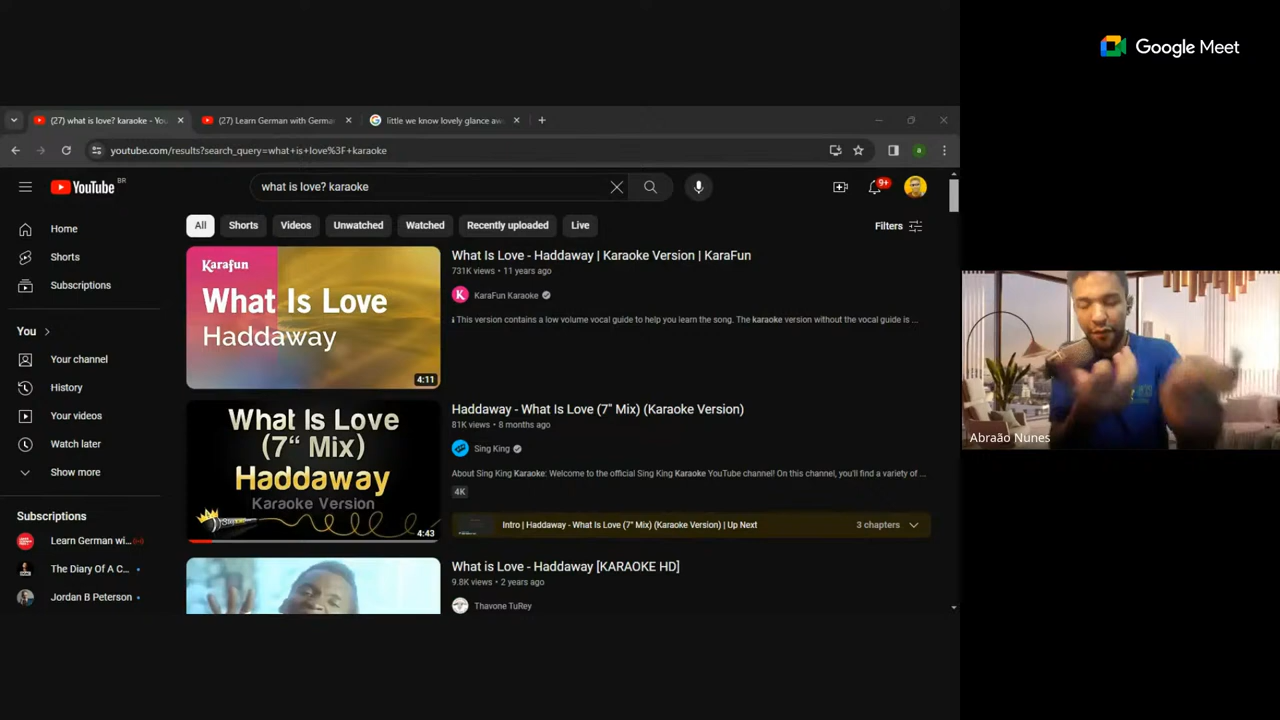 Google Meet
(27) what is love? karaoke - You
(27) Learn German with German
little we know lovely glance aw
youtube.com/results?search_query=what+is+love%3F+karaoke
a
YouTube BR
what is love? karaoke
9+
All
Shorts
Videos
Unwatched
Watched
Recently uploaded
Live
Filters
Home
Shorts
Subscriptions
You
Your channel
History
Your videos
Watch later
Show more
Subscriptions
Learn German wi...
The Diary Of A C...
Jordan B Peterson
Karafun
What Is Love
Haddaway
4:11
What Is Love - Haddaway | Karaoke Version | KaraFun
731K views • 11 years ago
K
KaraFun Karaoke
ℹ This version contains a low volume vocal guide to help you learn the song. The karaoke version without the vocal guide is ...
What Is Love
(7“ Mix)
Haddaway
Karaoke Version
4:43
Haddaway - What Is Love (7" Mix) (Karaoke Version)
81K views • 8 months ago
Sing King
About Sing King Karaoke: Welcome to the official Sing King Karaoke YouTube channel! On this channel, you'll find a variety of ...
4K
Intro | Haddaway - What Is Love (7" Mix) (Karaoke Version) | Up Next
3 chapters
What is Love - Haddaway [KARAOKE HD]
9.8K views • 2 years ago
Thavone TuRey
Abraão Nunes